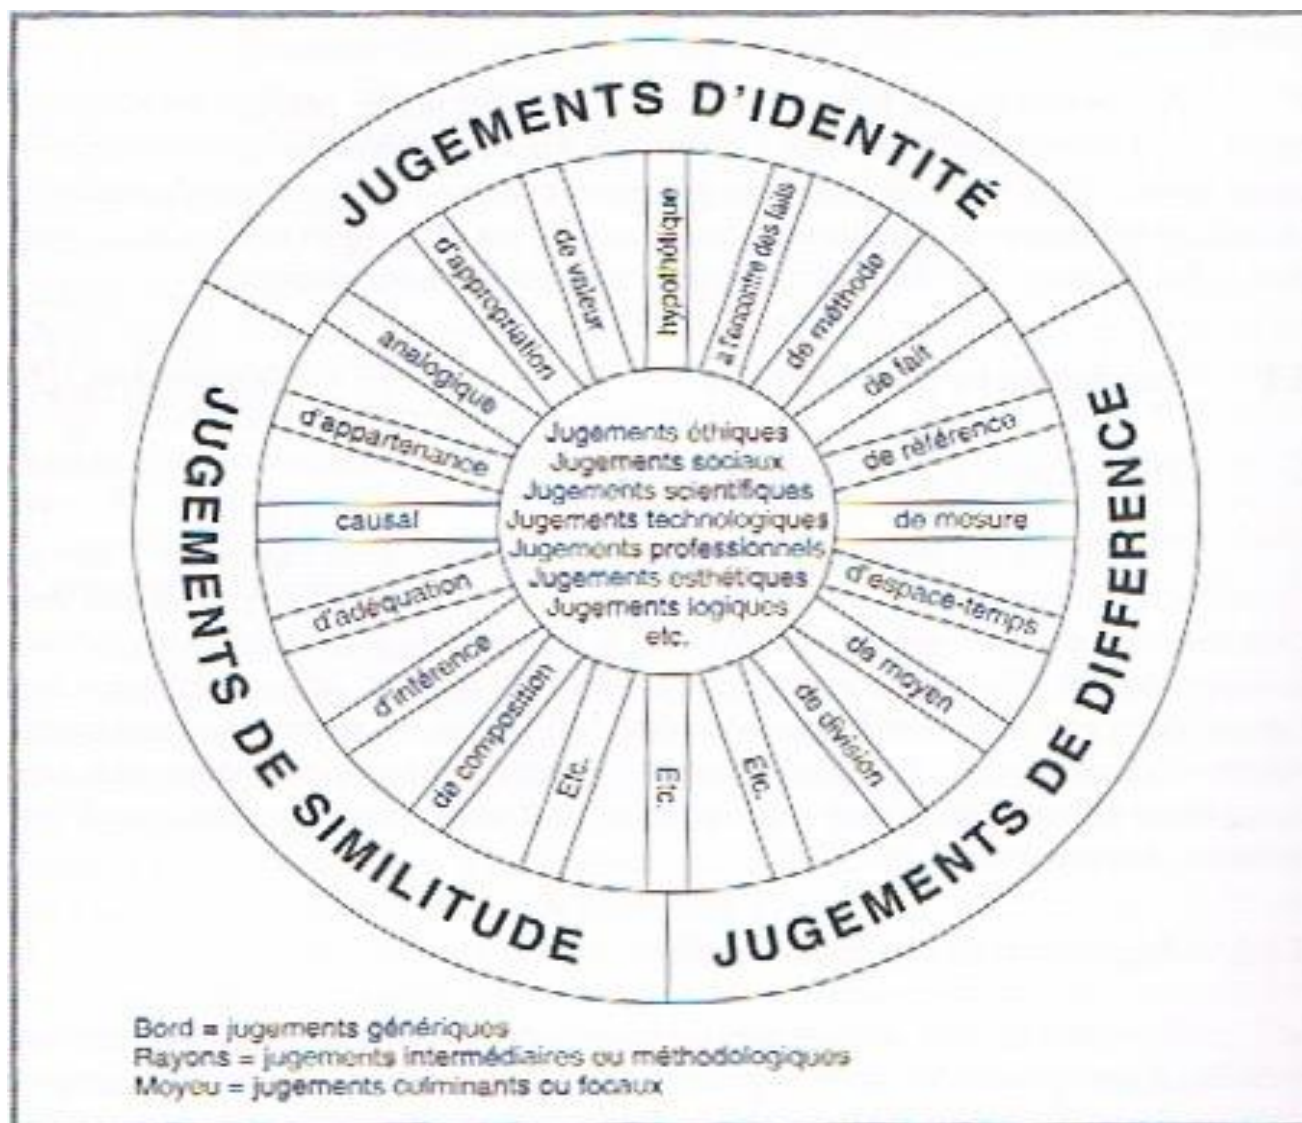 JUGEMENTS D'IDENTITÉ
JUGEMENTS DE DIFFERENCE
JUGEMENTS DE SIMILITUDE
hypothétique
à l'encontre des faits
de méthode
de fait
de référence
de mesure
d'espace-temps
de moyen
de division
Etc.
Etc
Etc.
de composition
d'inférence
d'adéquation
causal
d'appartenance
analogique
d'appropriation
de valeur
Jugements éthiques
Jugements sociaux
Jugements scientifiques
Jugements technologiques
Jugements professionnels
Jugements esthétiques
Jugements logiques
etc.
Bord = jugements génériques
Rayons = jugements intermédiaires ou méthodologiques
Moyeu = jugements culminants ou focaux